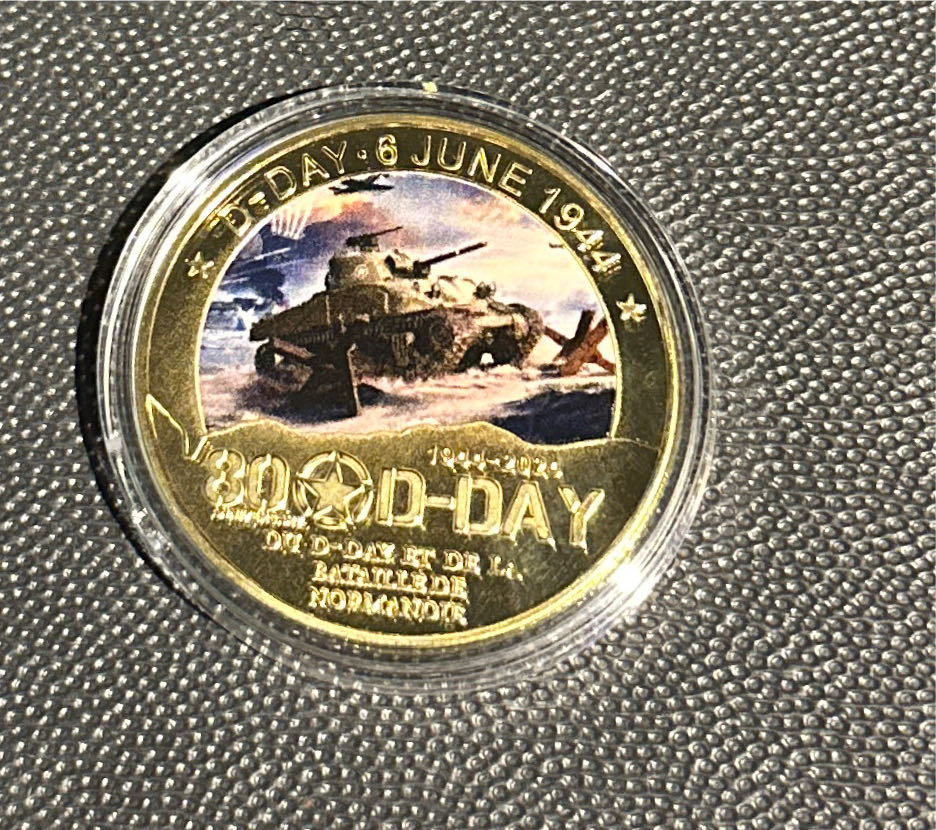 D-DAY · 6 JUNE 1944
1944-2024
80 D-DAY
DU D-DAY ET DE LA
BATAILLE DE
NORMANDIE